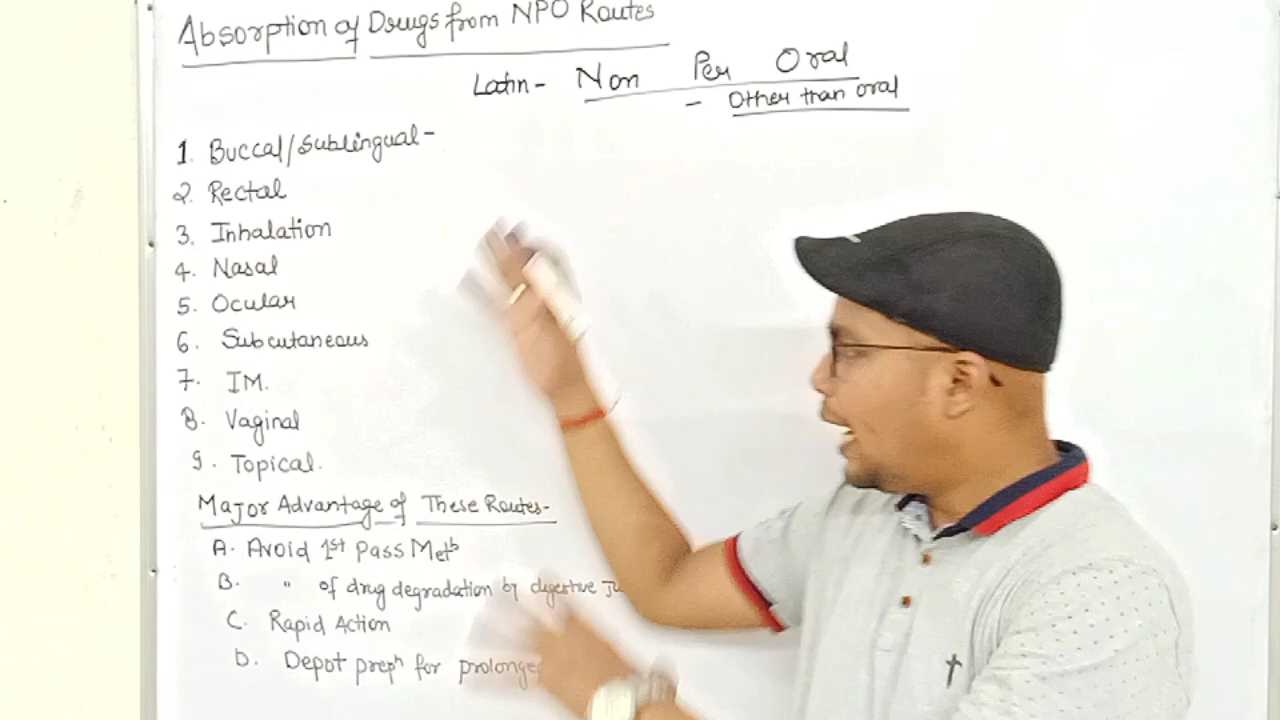 Absorption of Drugs from NPO Routes
Latin- Non Per Oral
- Other than oral
1. Buccal/Sublingual-
2. Rectal
3. Inhalation
4. Nasal
5. Ocular
6. Subcutaneous
7. IM.
8. Vaginal
9. Topical.
Major Advantage of These Routes-
A. Avoid 1st Pass Metb
B. " of drug degradation by digestive
C. Rapid Action
D. Depot prepn for